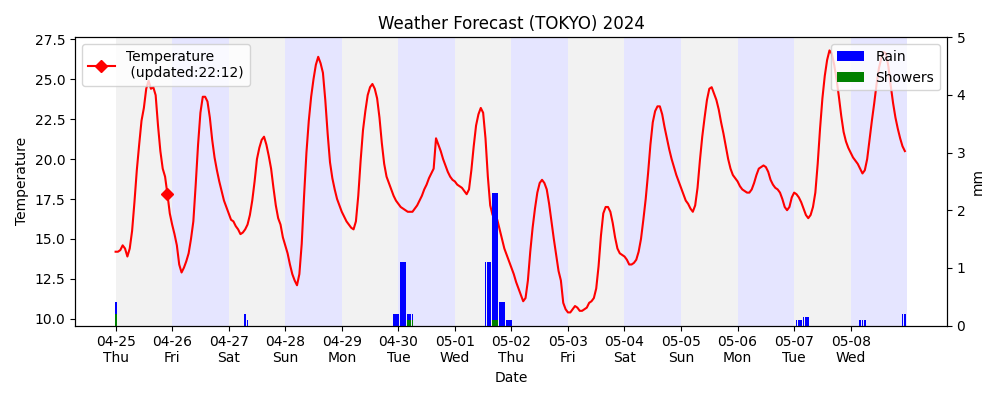 Weather Forecast (TOKYO) 2024
Temperature
(updated:22:12)
Rain
Showers
27.5
25.0
22.5
20.0
17.5
15.0
12.5
10.0
Temperature
5
4
3
2
1
0
mm
04-25 04-26 04-27 04-28 04-29 04-30 05-01 05-02 05-03 05-04 05-05 05-06 05-07 05-08
Thu Fri Sat Sun Mon Tue Wed Thu Fri Sat Sun Mon Tue Wed
Date